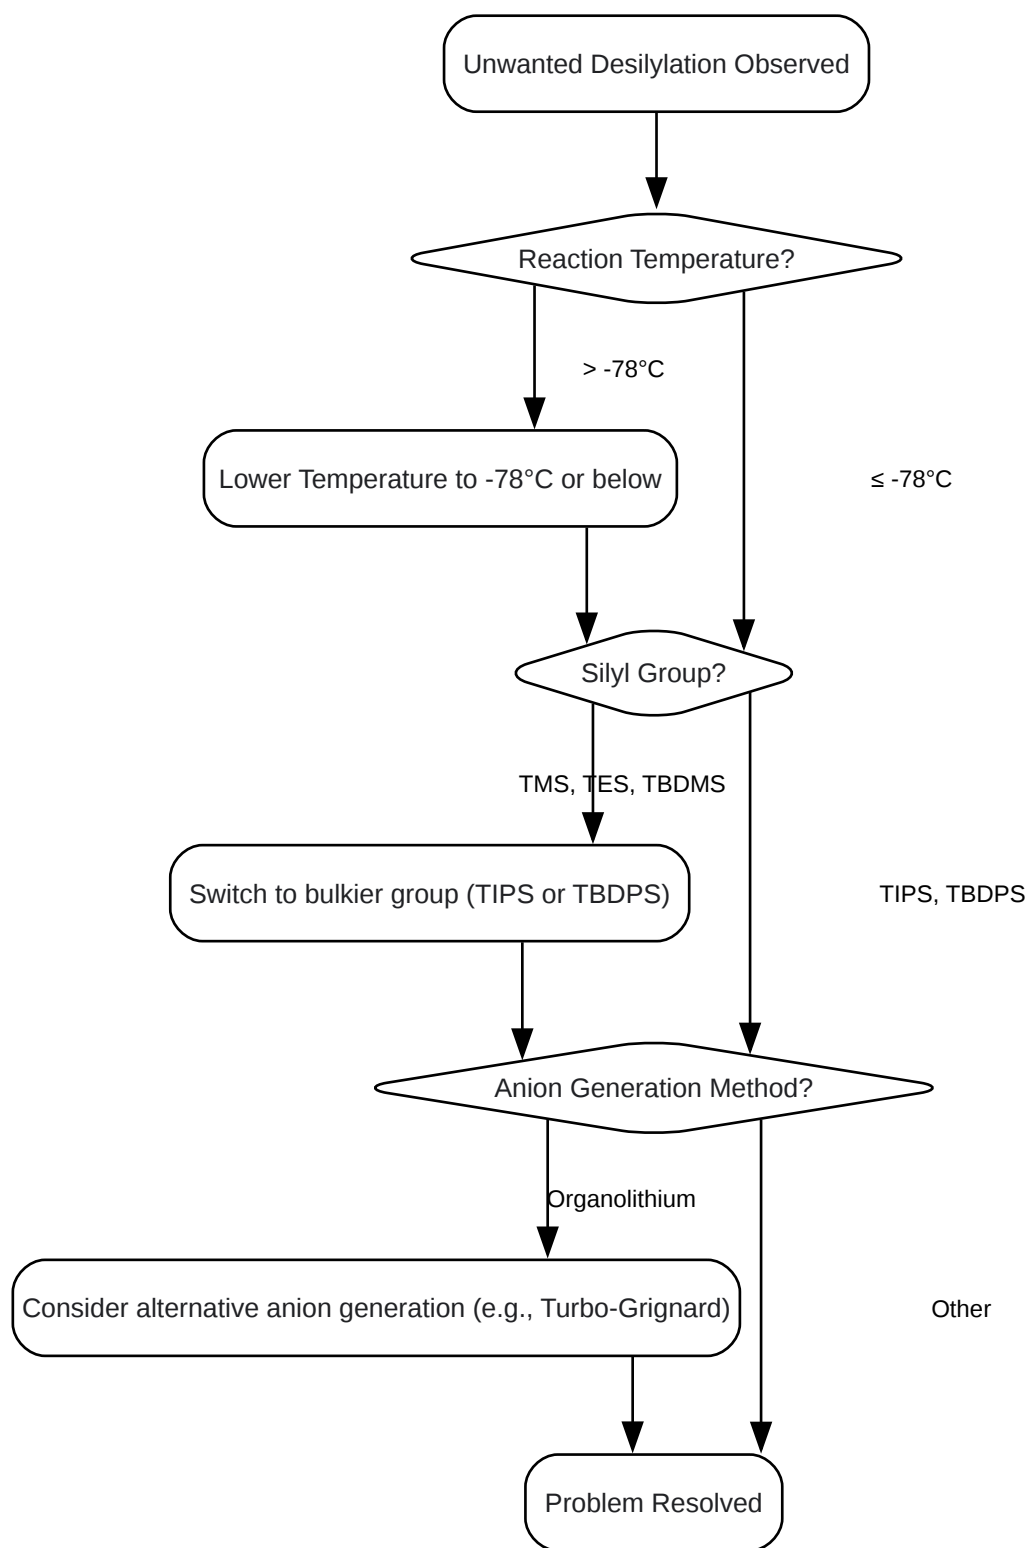 Unwanted Desilylation Observed
Reaction Temperature?
> -78°C
Lower Temperature to -78°C or below
≤ -78°C
Silyl Group?
TMS, TES, TBDMS
Switch to bulkier group (TIPS or TBDPS)
TIPS, TBDPS
Anion Generation Method?
Organolithium
Consider alternative anion generation (e.g., Turbo-Grignard)
Other
Problem Resolved